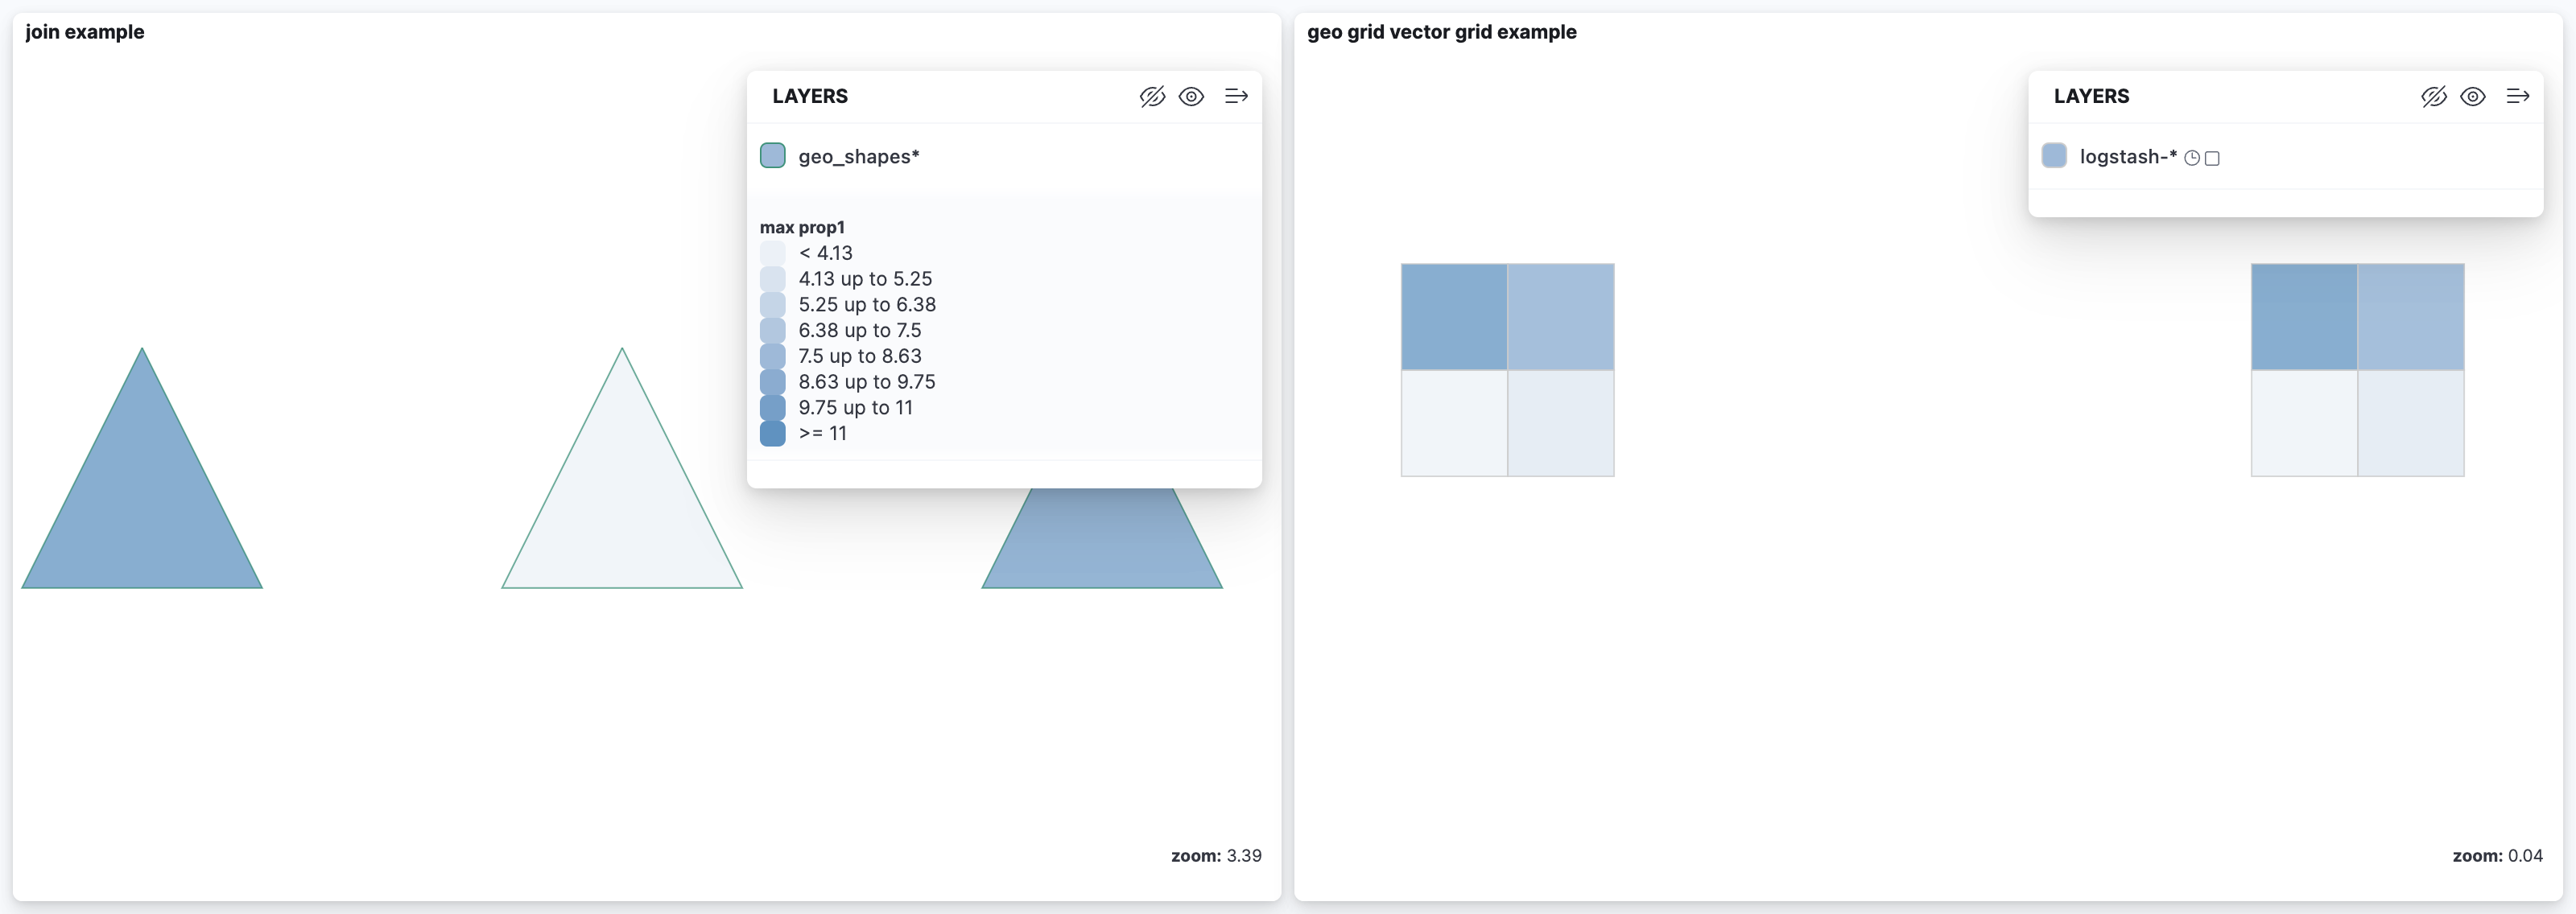 join example
LAYERS
geo_shapes*
max prop1
< 4.13
4.13 up to 5.25
5.25 up to 6.38
6.38 up to 7.5
7.5 up to 8.63
8.63 up to 9.75
9.75 up to 11
>= 11
zoom: 3.39
geo grid vector grid example
LAYERS
logstash-*
zoom: 0.04